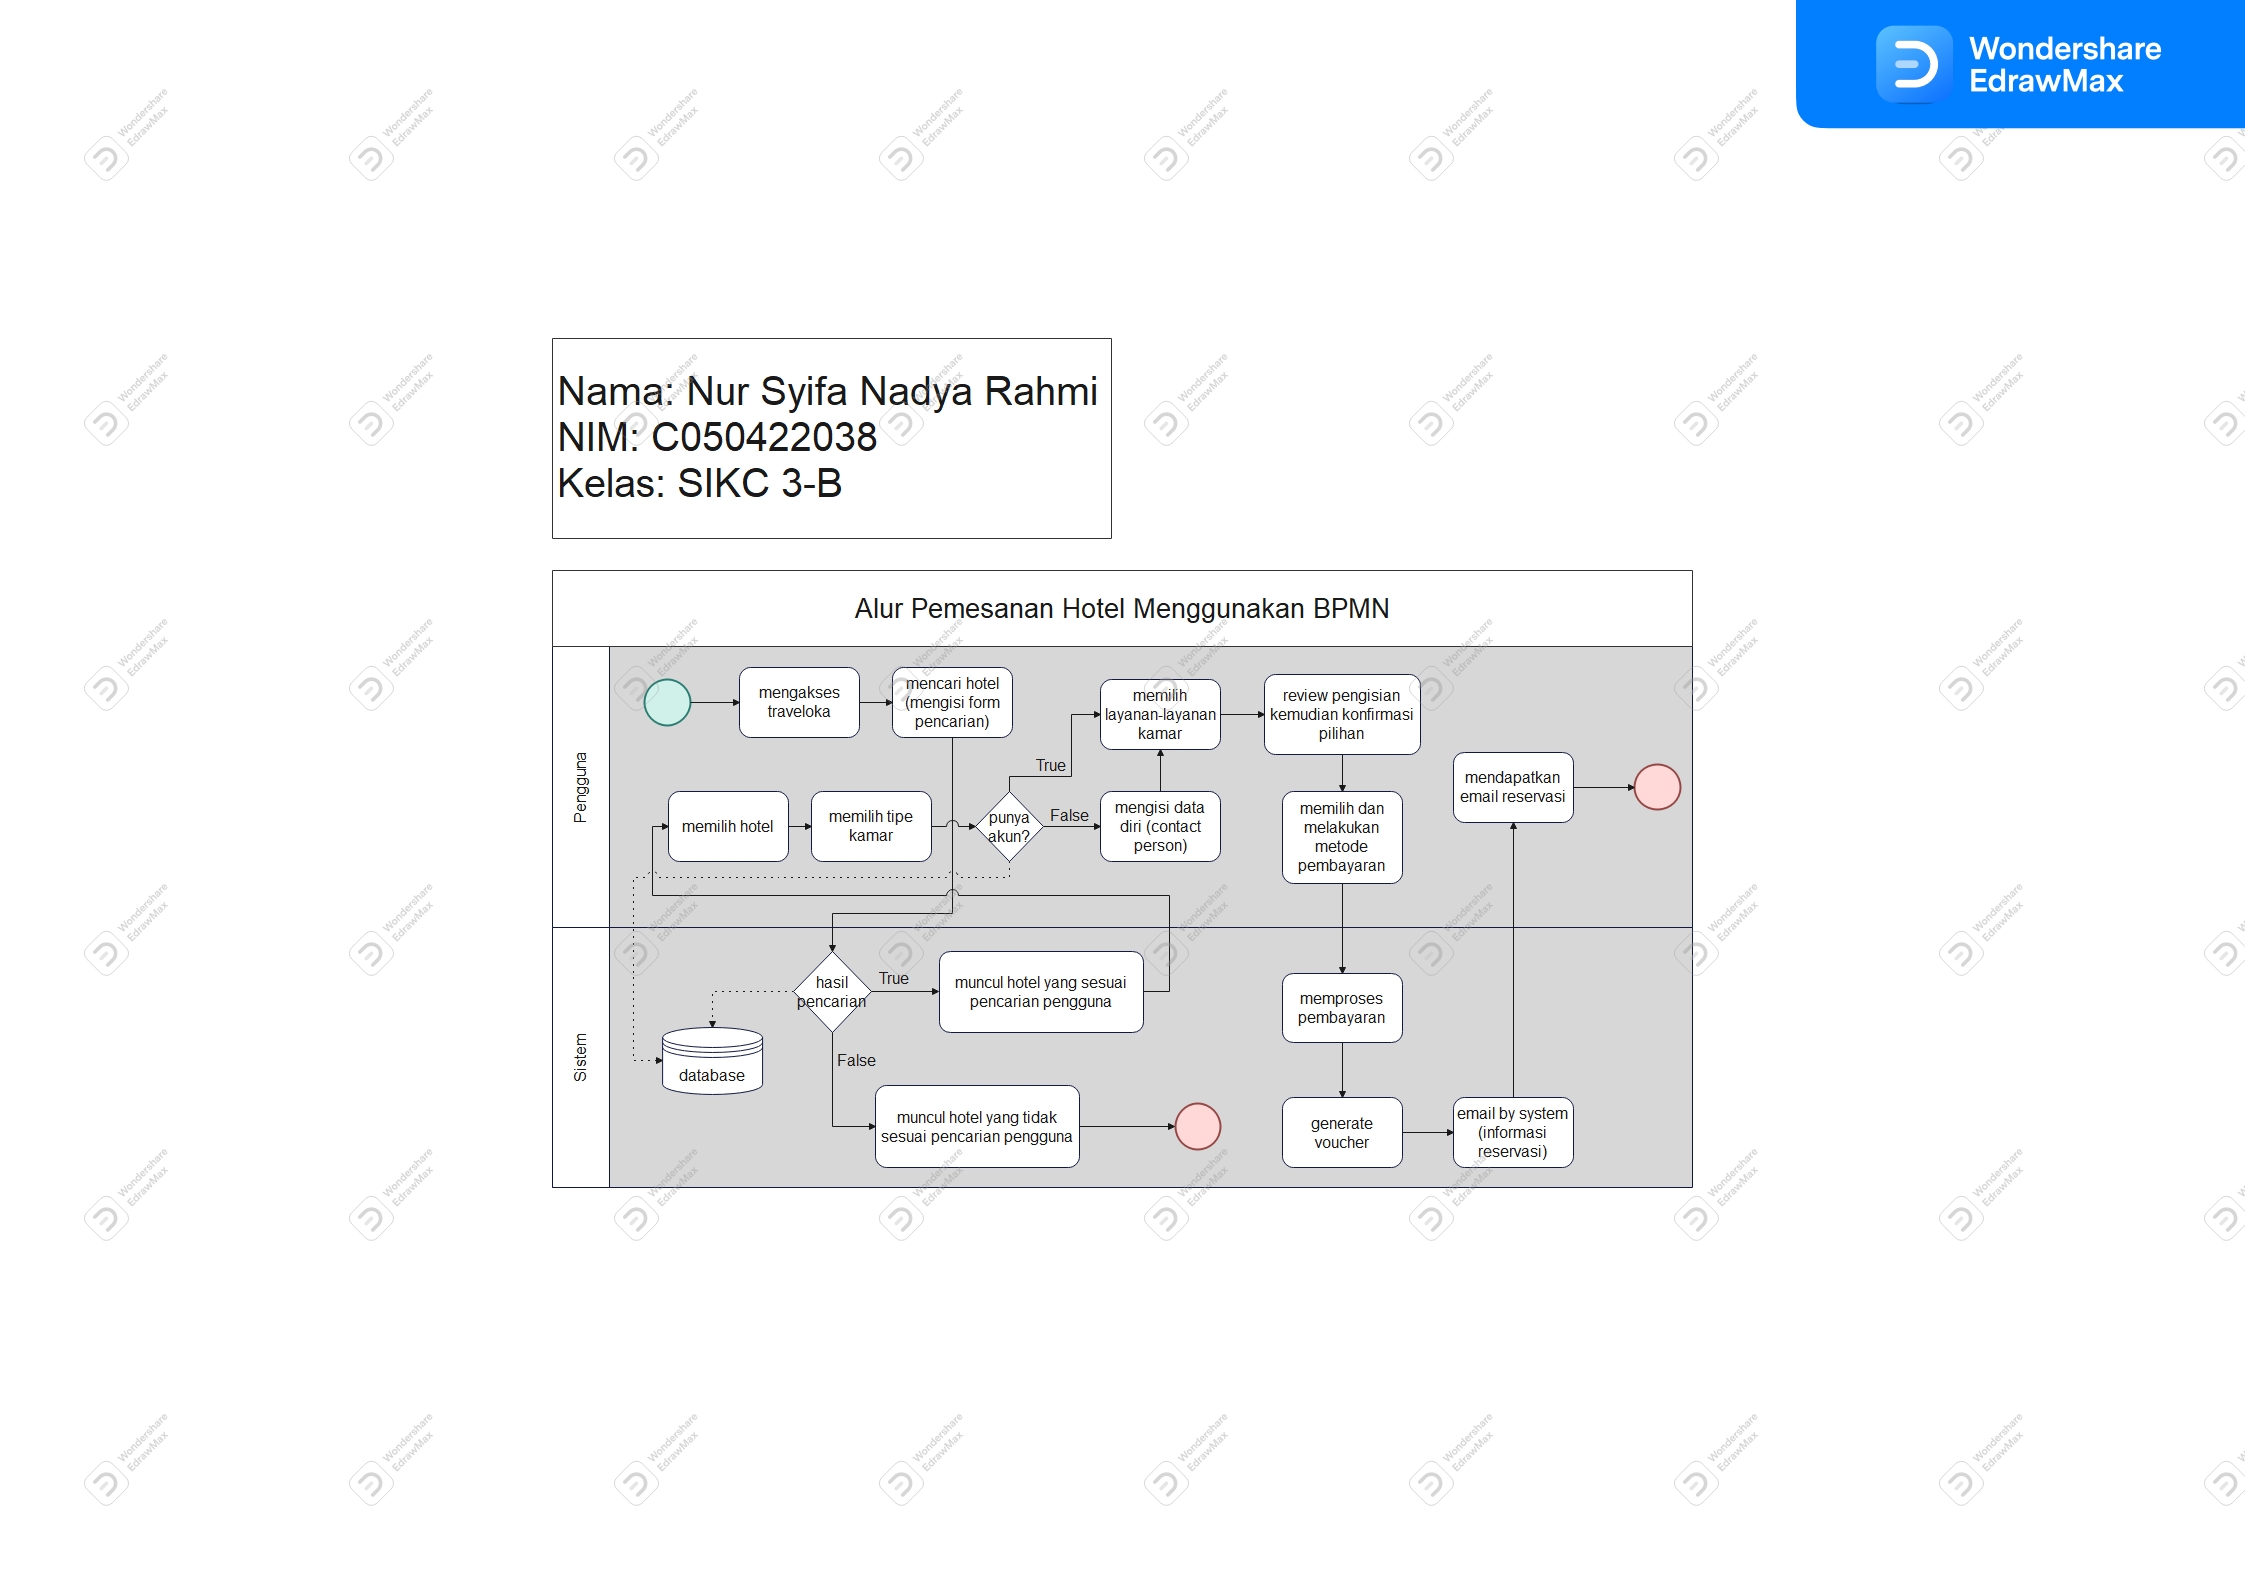 Wondershare
EdrawMax
Nama: Nur Syifa Nadya Rahmi
NIM: C050422038
Kelas: SIKC 3-B
Alur Pemesanan Hotel Menggunakan BPMN
Pengguna
mengakses
traveloka
mencari hotel
(mengisi form
pencarian)
memilih
layanan-layanan
kamar
review pengisian
kemudian konfirmasi
pilihan
True
mendapatkan
email reservasi
memilih hotel
memilih tipe
kamar
punya
akun?
False
mengisi data
diri (contact
person)
memilih dan
melakukan
metode
pembayaran
Sistem
hasil
pencarian
True
muncul hotel yang sesuai
pencarian pengguna
memproses
pembayaran
database
False
muncul hotel yang tidak
sesuai pencarian pengguna
generate
voucher
email by system
(informasi
reservasi)